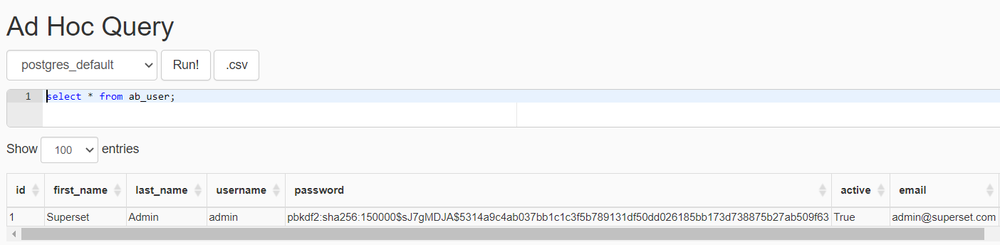 Ad Hoc Query
postgres_default Run! .csv
1 select * from ab_user;
Show 100 entries
id first_name last_name username password active email
1 Superset Admin admin pbkdf2:sha256:150000$sJ7gMDJA$5314a9c4ab037bb1c1c3f5b789131df50dd026185bb173d738875b27ab509f63 True admin@superset.com